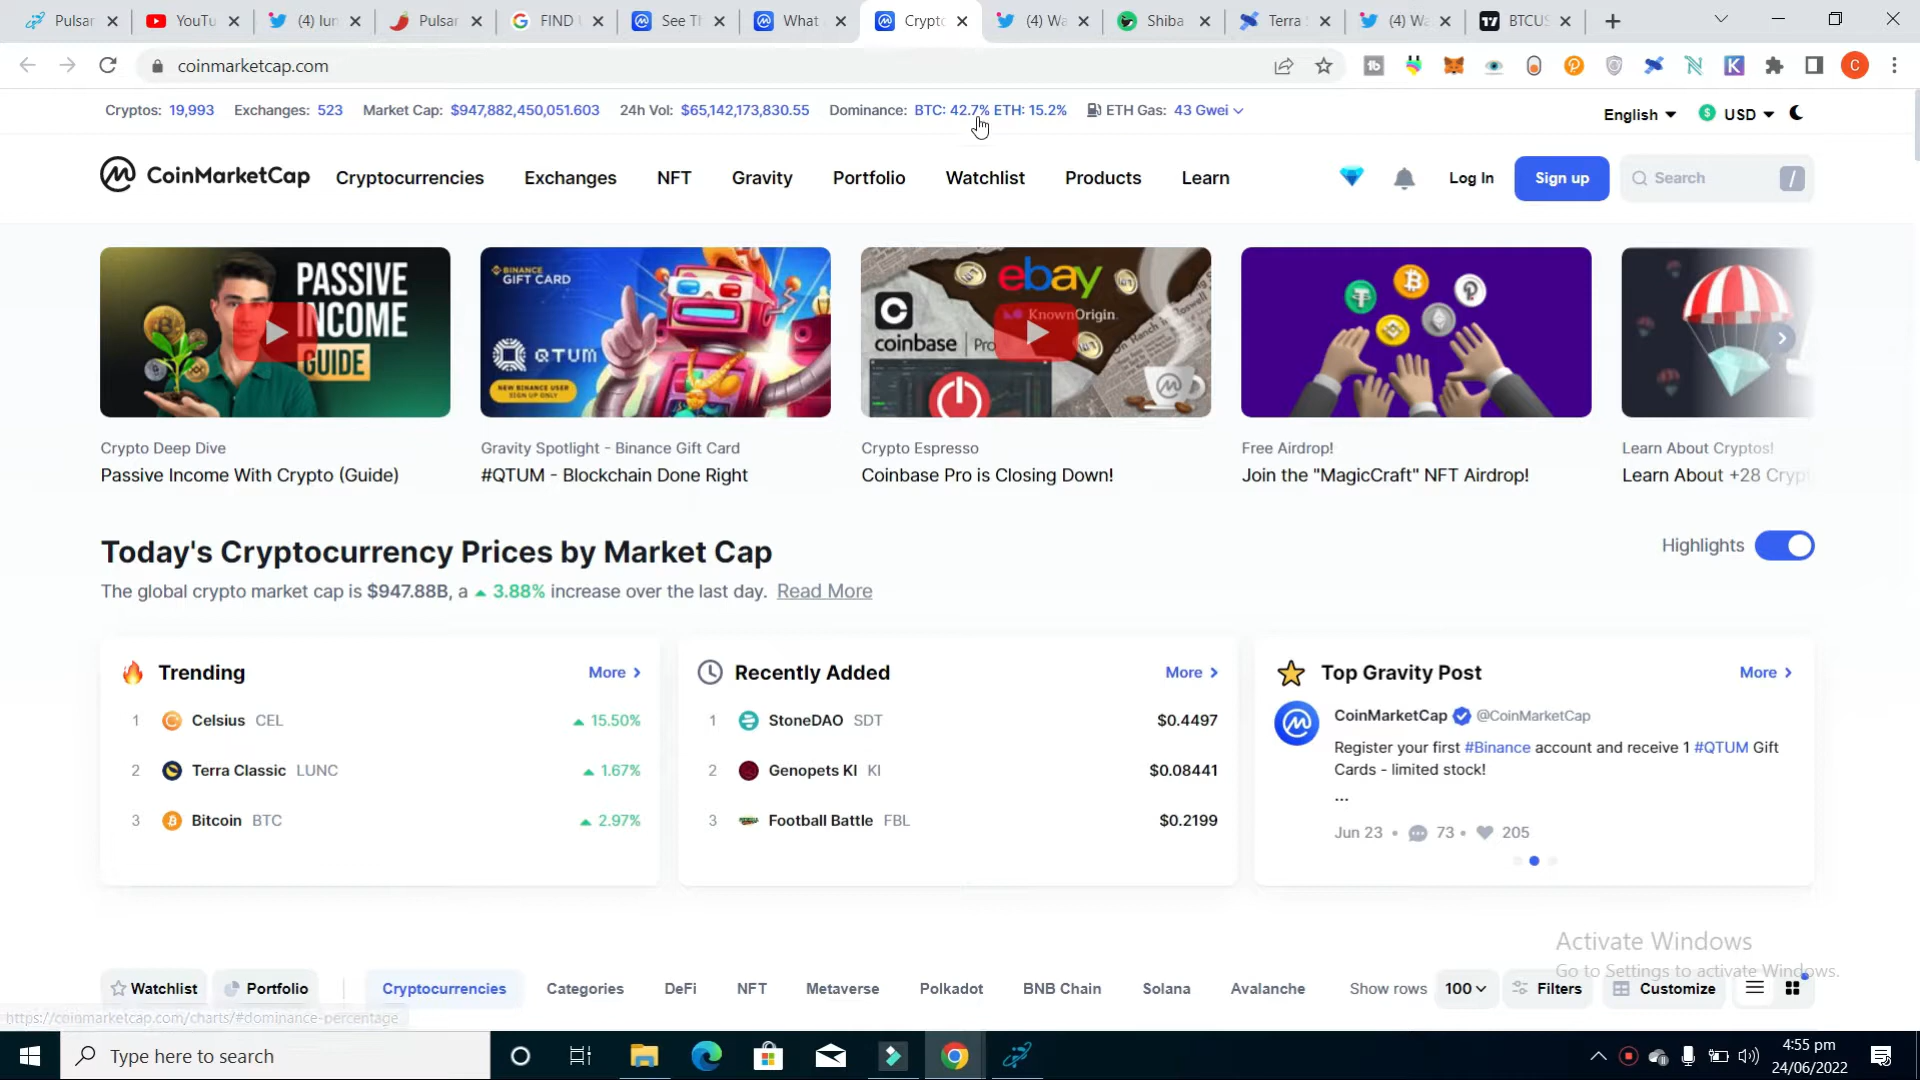 Pulsar
YouTu
(4) lun
Pulsar
FIND
See Th
What
Crypto
(4) Wa
Shiba
Terra
(4) Wa
BTCUS
coinmarketcap.com
Cryptos: 19,993 Exchanges: 523 Market Cap: $947,882,450,051.603 24h Vol: $65,142,173,830.55 Dominance: BTC: 42.7% ETH: 15.2% ETH Gas: 43 Gwei
English USD
CoinMarketCap Cryptocurrencies Exchanges NFT Gravity Portfolio Watchlist Products Learn Log In Sign up Search /
PASSIVE
INCOME
GUIDE
BINANCE
GIFT CARD
QTUM
NEW BINANCE USER
SIGN UP ONLY
ebay
KnownOrigin
coinbase Pro
Crypto Deep Dive
Passive Income With Crypto (Guide)
Gravity Spotlight - Binance Gift Card
#QTUM - Blockchain Done Right
Crypto Espresso
Coinbase Pro is Closing Down!
Free Airdrop!
Join the "MagicCraft" NFT Airdrop!
Learn About Cryptos!
Learn About +28 Crypt
Today's Cryptocurrency Prices by Market Cap
Highlights
The global crypto market cap is $947.88B, a 3.88% increase over the last day. Read More
Trending More
1 Celsius CEL 15.50%
2 Terra Classic LUNC 1.67%
3 Bitcoin BTC 2.97%
Recently Added More
1 StoneDAO SDT $0.4497
2 Genopets KI KI $0.08441
3 Football Battle FBL $0.2199
Top Gravity Post More
CoinMarketCap @CoinMarketCap
Register your first #Binance account and receive 1 #QTUM Gift
Cards - limited stock!
...
Jun 23 • 73 • 205
Activate Windows
Go to Settings to activate Windows.
Watchlist Portfolio Cryptocurrencies Categories DeFi NFT Metaverse Polkadot BNB Chain Solana Avalanche Show rows 100 Filters Customize
https://coinmarketcap.com/charts/#dominance-percentage
Type here to search
4:55 pm
24/06/2022